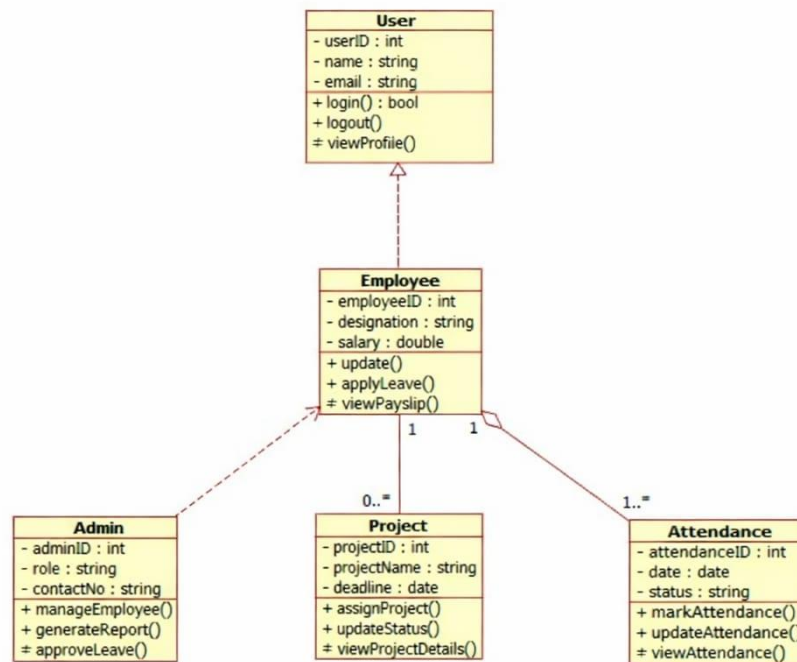 User
- userID : int
- name : string
- email : string
+ login() : bool
+ logout()
# viewProfile()
Employee
- employeeID : int
- designation : string
- salary : double
+ update()
+ applyLeave()
# viewPayslip()
1
1
0..*
1..*
Admin
- adminID : int
- role : string
- contactNo : string
+ manageEmployee()
+ generateReport()
# approveLeave()
Project
- projectID : int
- projectName : string
- deadline : date
+ assignProject()
+ updateStatus()
# viewProjectDetails()
Attendance
- attendanceID : int
- date : date
- status : string
+ markAttendance()
+ updateAttendance()
# viewAttendance()